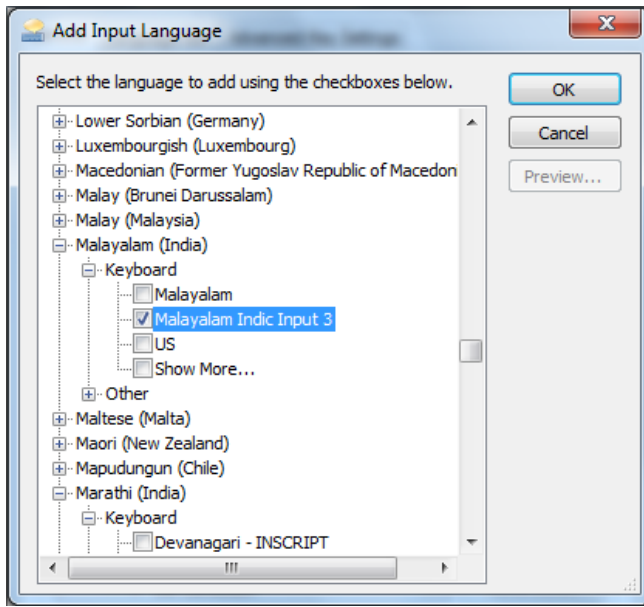 Add Input Language
Select the language to add using the checkboxes below.
OK
Cancel
Preview...
Lower Sorbian (Germany)
Luxembourgish (Luxembourg)
Macedonian (Former Yugoslav Republic of Macedon
Malay (Brunei Darussalam)
Malay (Malaysia)
Malayalam (India)
Keyboard
Malayalam
Malayalam Indic Input 3
US
Show More...
Other
Maltese (Malta)
Maori (New Zealand)
Mapudungun (Chile)
Marathi (India)
Keyboard
Devanagari - INSCRIPT